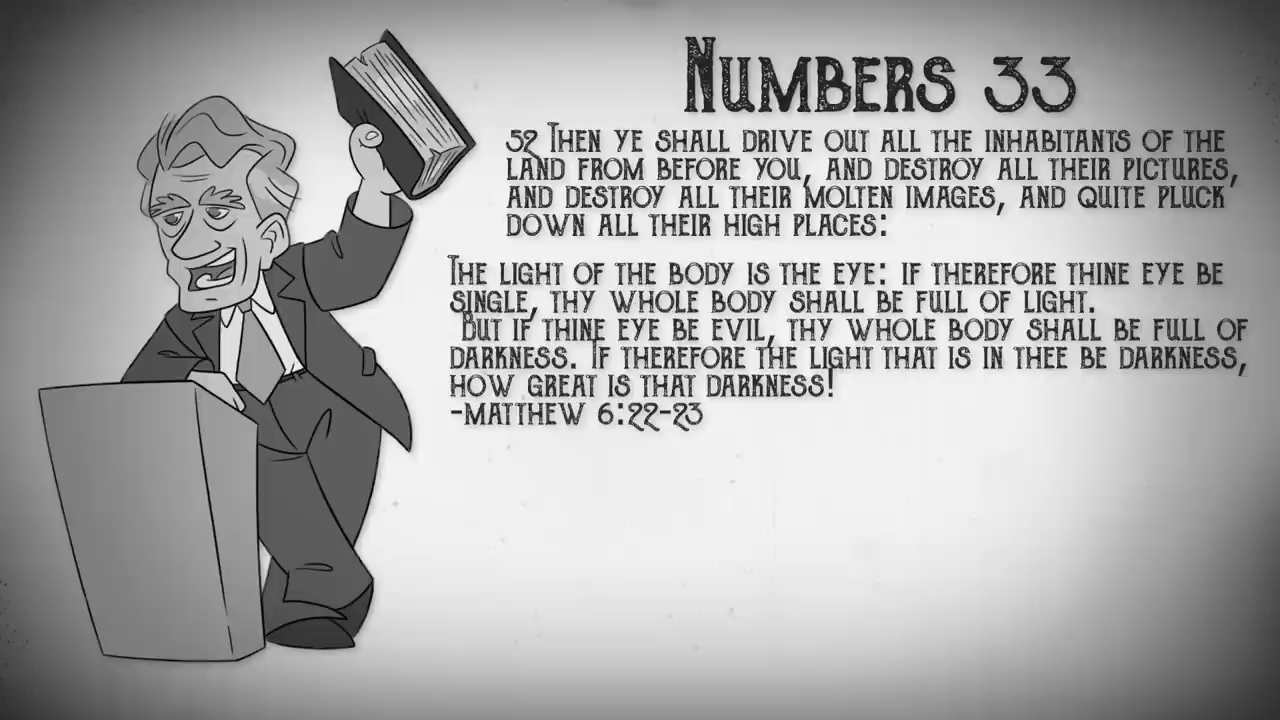 Numbers 33
52 Then ye shall drive out all the inhabitants of the
land from before you, and destroy all their pictures,
and destroy all their molten images, and quite pluck
down all their high places:
The light of the body is the eye: if therefore thine eye be
single, thy whole body shall be full of light.
But if thine eye be evil, thy whole body shall be full of
darkness. If therefore the light that is in thee be darkness,
how great is that darkness!
-Matthew 6:22-23